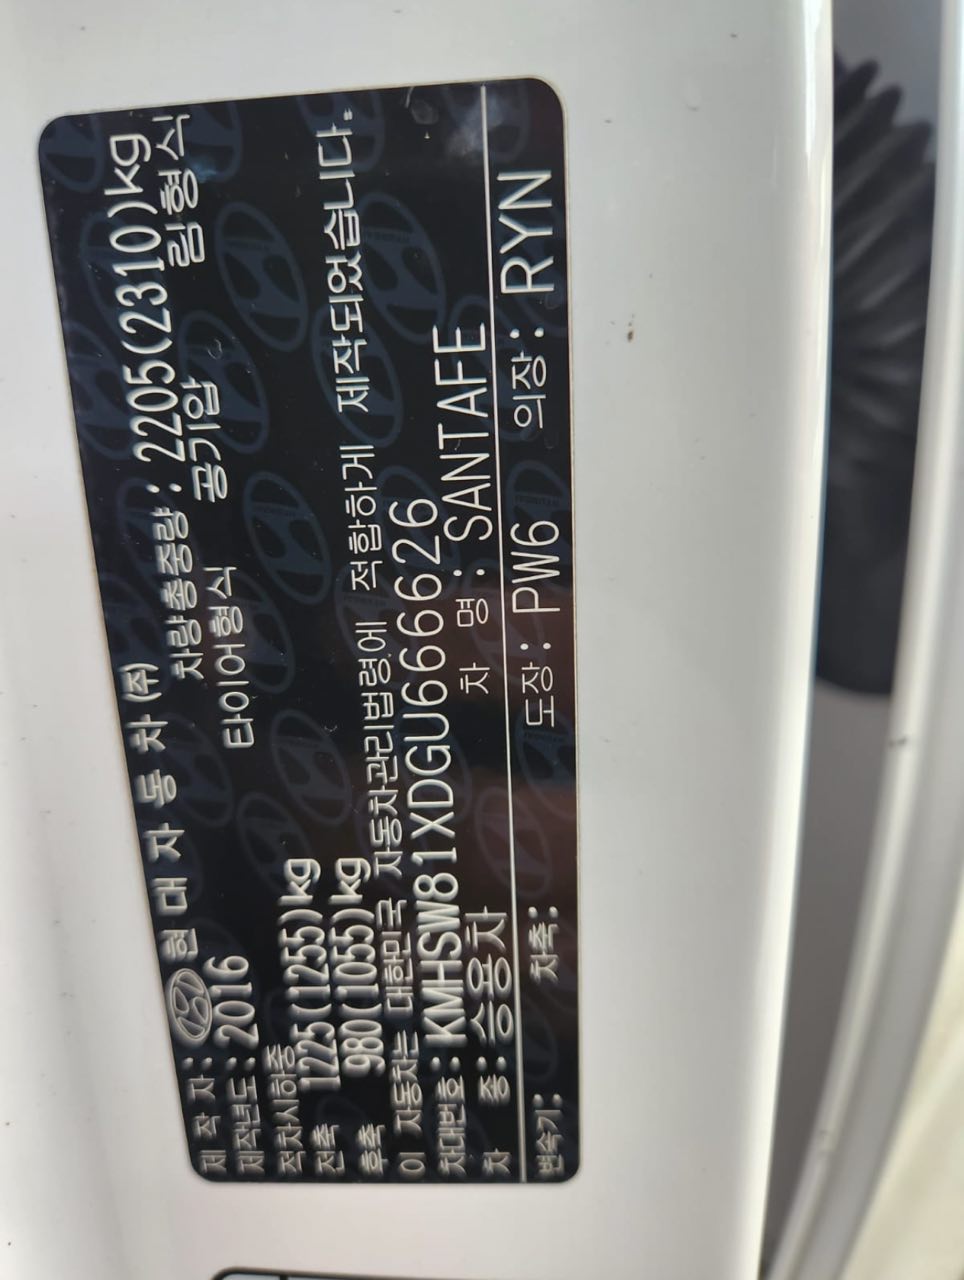 제 작 자 : 현 대 자 동 차 (주)
제작년도 : 2016 차량총중량 : 2205(2310)kg
적차시하중 타이어형식 공기압 림형식
전축 1225(1255)kg
후축 980(1055)kg
이 자동차는 대한민국 자동차관리법령에 적합하게 제작되었습니다.
차대번호 : KMHSW81XDGU666626
차 종 : 승용차 차 명 : SANTAFE
변속기: 차축: 도장: PW6 의장: RYN